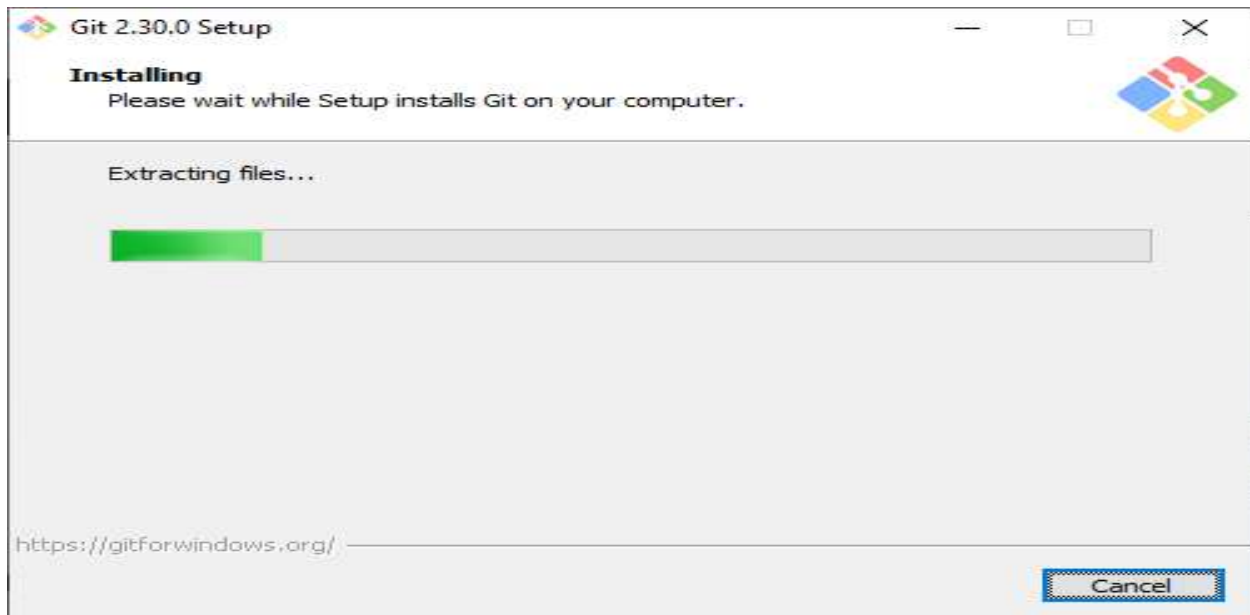 Git 2.30.0 Setup
Installing
Please wait while Setup installs Git on your computer.
Extracting files...
https://gitforwindows.org/
Cancel